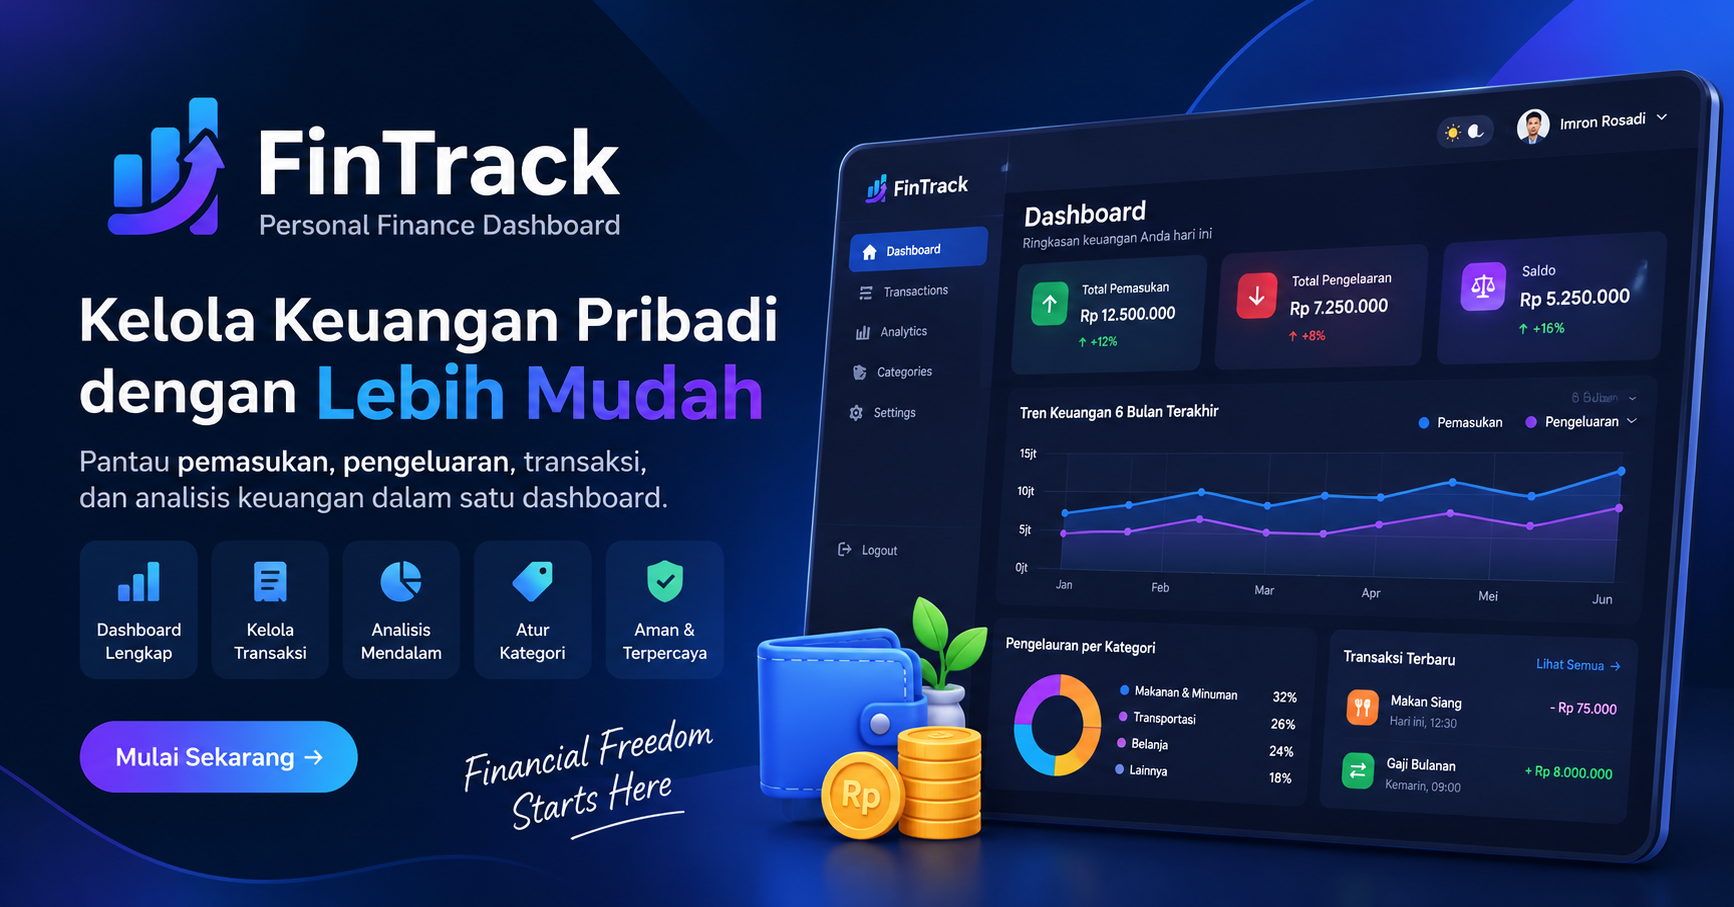 FinTrack
Personal Finance Dashboard
Kelola Keuangan Pribadi
dengan Lebih Mudah
Pantau pemasukan, pengeluaran, transaksi,
dan analisis keuangan dalam satu dashboard.
Dashboard
Lengkap
Kelola
Transaksi
Analisis
Mendalam
Atur
Kategori
Aman &
Terpercaya
Mulai Sekarang →
Financial Freedom
Starts Here
Rp
FinTrack
Imron Rosadi
Dashboard
Transactions
Analytics
Categories
Settings
Logout
Dashboard
Ringkasan keuangan Anda hari ini
Total Pemasukan
Rp 12.500.000
↑ +12%
Total Pengelaaran
Rp 7.250.000
↑ +8%
Saldo
Rp 5.250.000
↑ +16%
Tren Keuangan 6 Bulan Terakhir
Pemasukan
Pengeluaran
15jt
10jt
5jt
0jt
Jan
Feb
Mar
Apr
Mei
Jun
Pengelauran per Kategori
Makanan & Minuman 32%
Transportasi 26%
Belanja 24%
Lainnya 18%
Transaksi Terbaru
Lihat Semua →
Makan Siang
Hari ini, 12:30
- Rp 75.000
Gaji Bulanan
Kemarin, 09:00
+ Rp 8.000.000